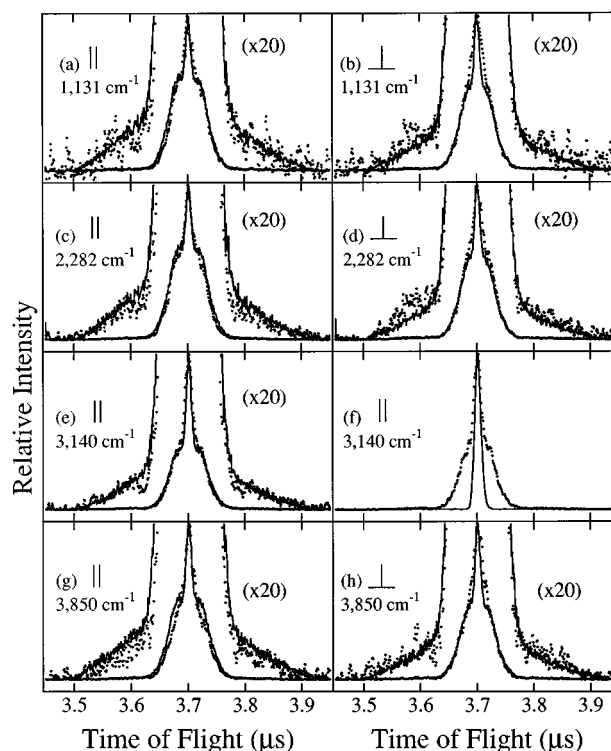 (a) || (x20)
1,131 cm-1
(b) ⊥ (x20)
1,131 cm-1
(c) || (x20)
2,282 cm-1
(d) ⊥ (x20)
2,282 cm-1
(e) || (x20)
3,140 cm-1
(f) ||
3,140 cm-1
(g) || (x20)
3,850 cm-1
(h) ⊥ (x20)
3,850 cm-1
Relative Intensity
3.5 3.6 3.7 3.8 3.9 3.5 3.6 3.7 3.8 3.9
Time of Flight (μs) Time of Flight (μs)